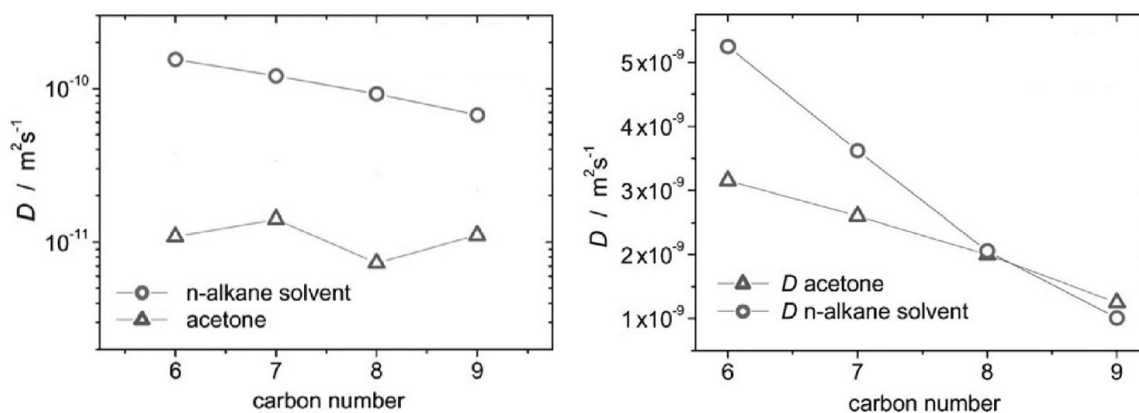 D / m²s⁻¹
10⁻¹⁰
10⁻¹¹
n-alkane solvent
acetone
6 7 8 9
carbon number
D / m²s⁻¹
5x10⁻⁹
4x10⁻⁹
3x10⁻⁹
2x10⁻⁹
1x10⁻⁹
D acetone
D n-alkane solvent
6 7 8 9
carbon number